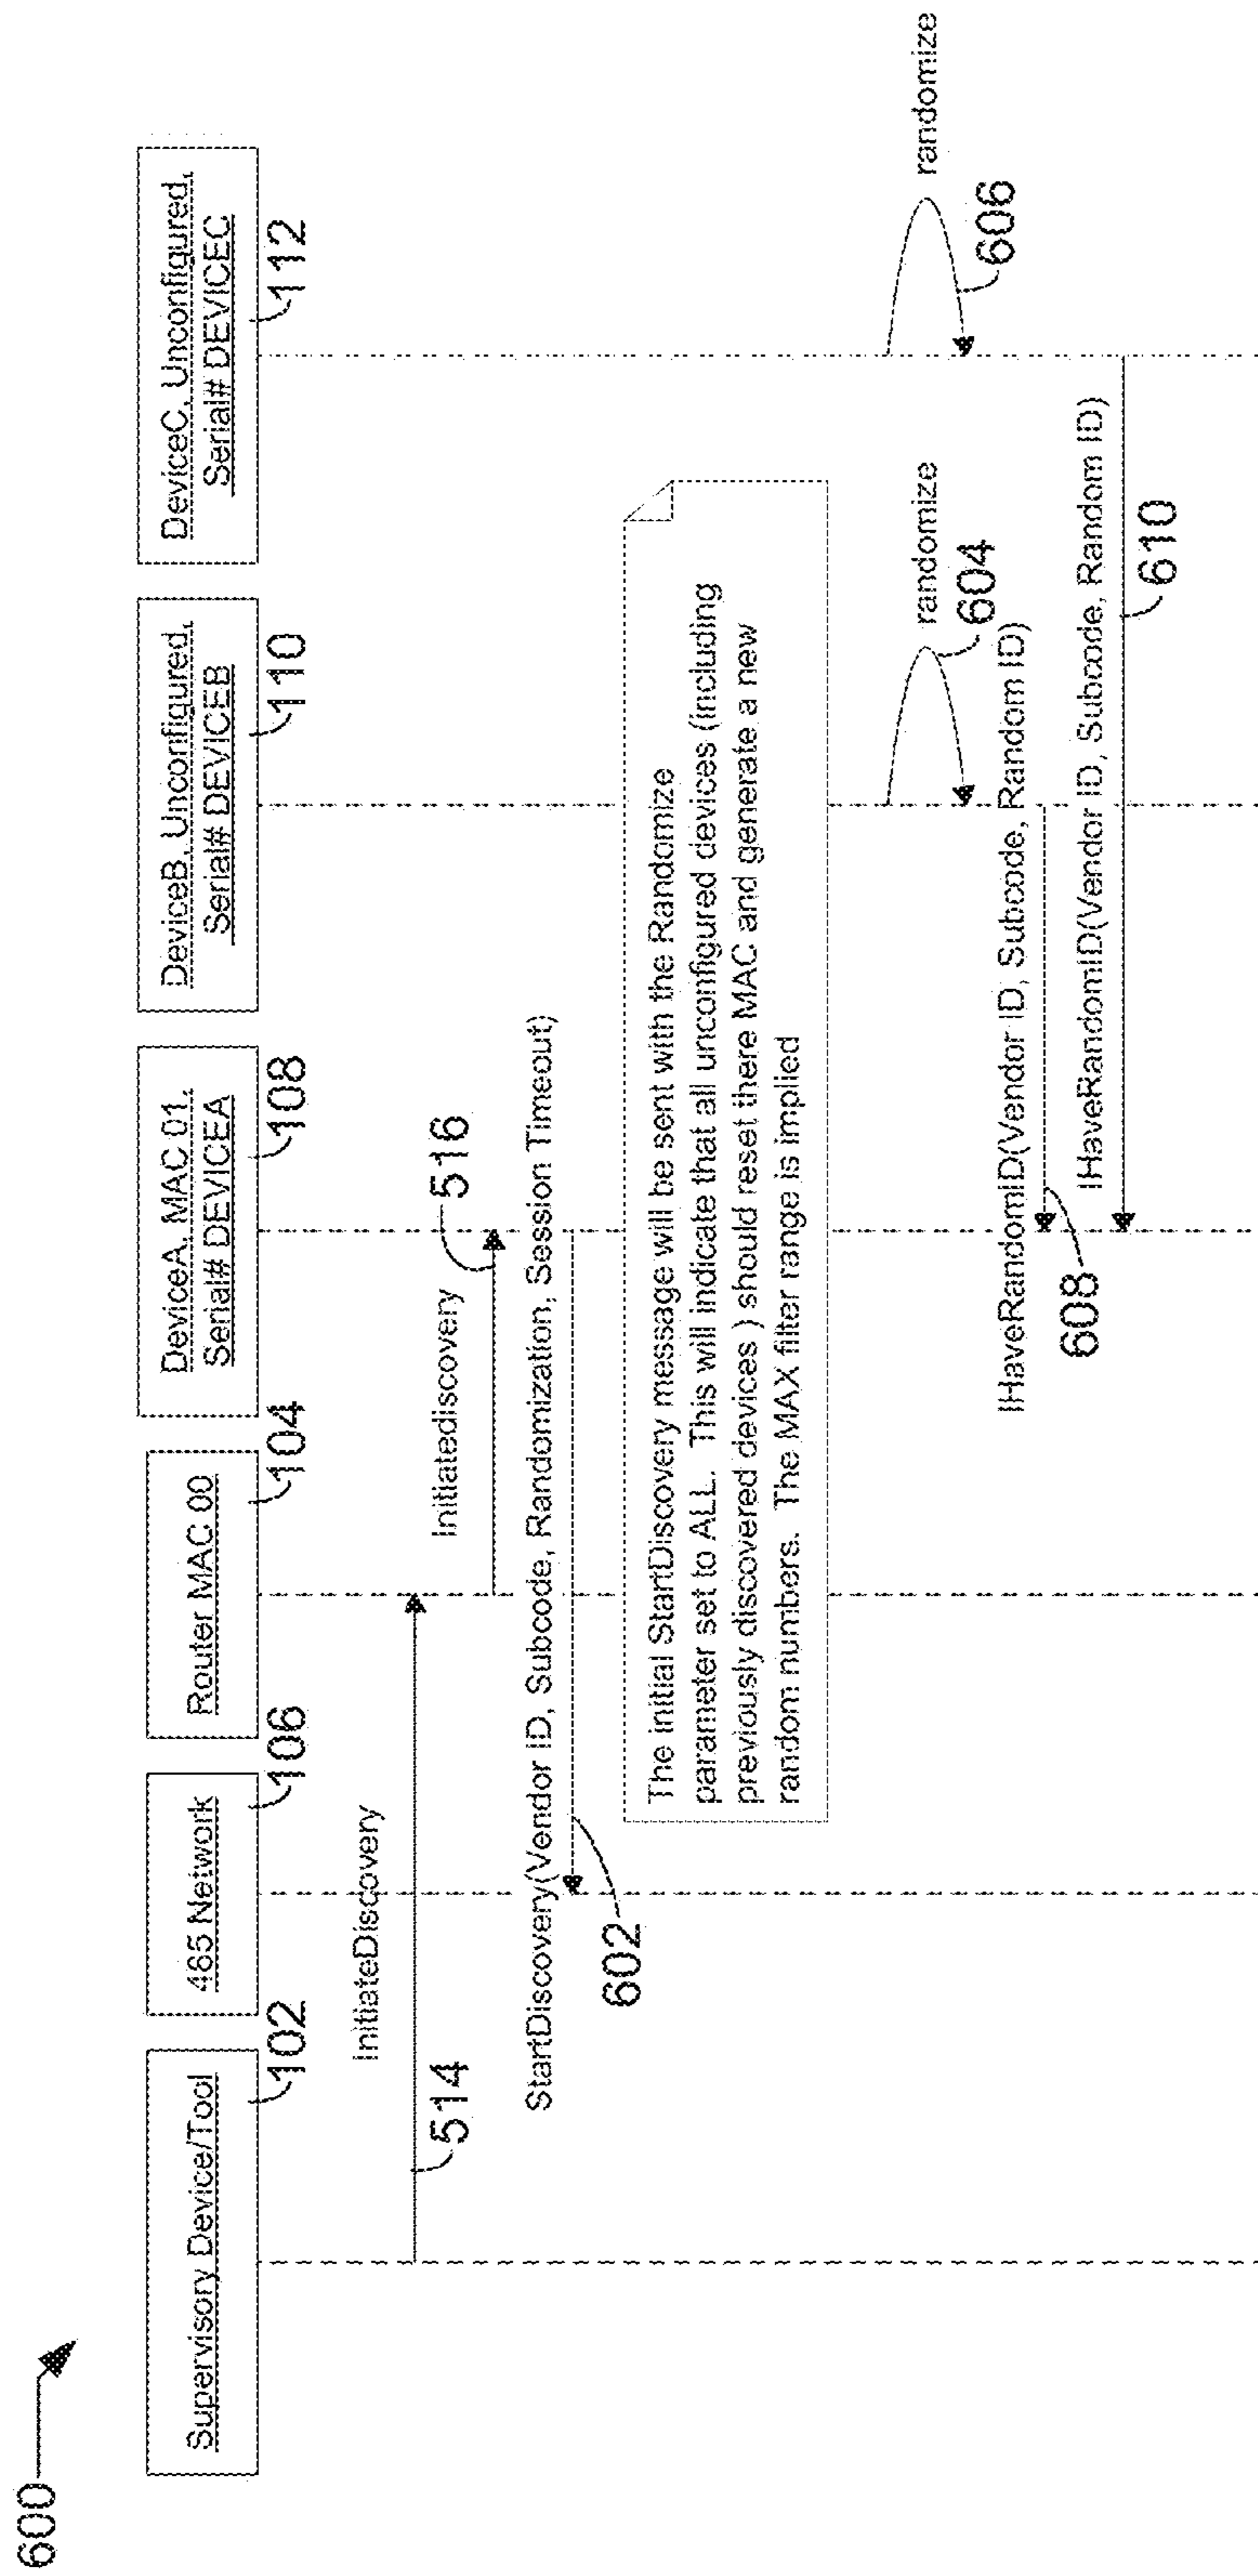 600
Supervisory Device/Tool
102
465 Network
106
Router MAC 00
104
DeviceA, MAC 01,
Serial# DEVICEA
108
DeviceB, Unconfigured,
Serial# DEVICEB
110
DeviceC, Unconfigured,
Serial# DEVICEC
112
InitiateDiscovery
514
Initiatediscovery
516
StartDiscovery(Vendor ID, Subcode, Randomization, Session Timeout)
602
The initial StartDiscovery message will be sent with the Randomize
parameter set to ALL. This will indicate that all unconfigured devices (including
previously discovered devices ) should reset there MAC and generate a new
random numbers. The MAX filter range is implied
randomize
604
randomize
606
IHaveRandomID(Vendor ID, Subcode, Random ID)
608
IHaveRandomID(Vendor ID, Subcode, Random ID)
610